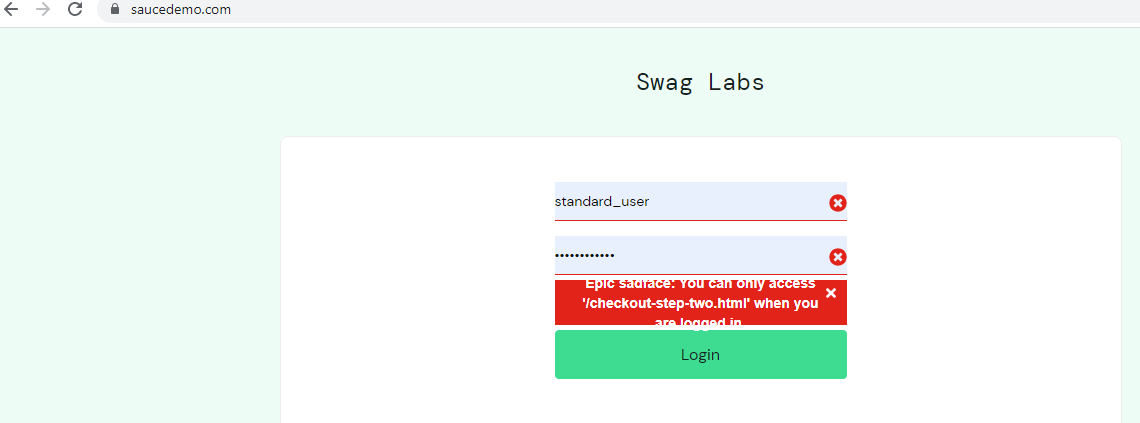 saucedemo.com
Swag Labs
standard_user
••••••••••••
Epic sadface: You can only access
'/checkout-step-two.html' when you
are logged in
Login